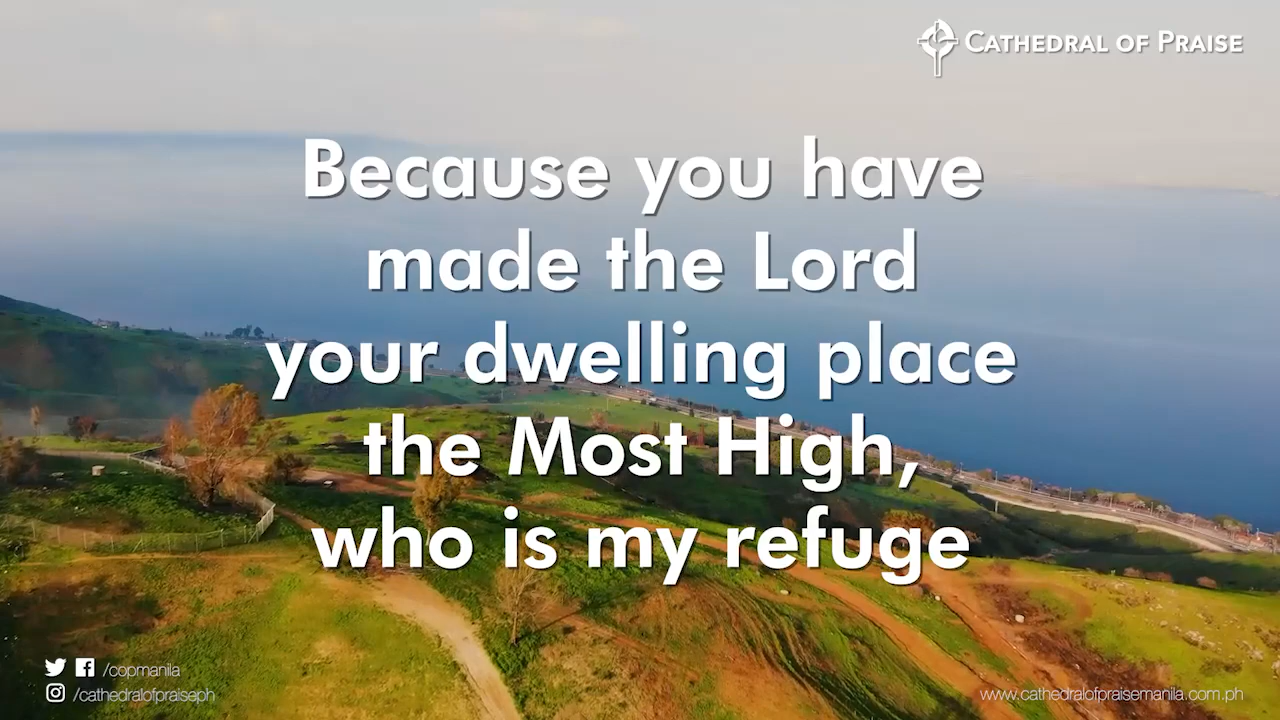 CATHEDRAL OF PRAISE
Because you have
made the Lord
your dwelling place
the Most High,
who is my refuge
/copmanila
/cathedralofpraiseph
www.cathedralofpraisemanila.com.ph